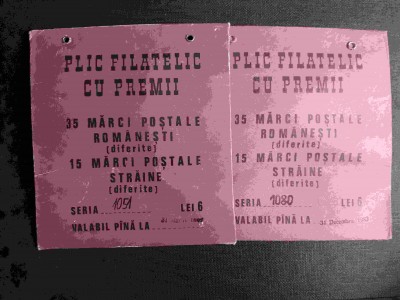 PLIC FILATELIC
CU PREMII
35 MĂRCI POȘTALE
ROMÂNEȘTI
(diferite)
15 MĂRCI POȘTALE
STRĂINE
(diferite)
SERIA 1051 LEI 6
VALABIL PÎNĂ LA
PLIC FILATELIC
CU PREMII
35 MĂRCI POȘTALE
ROMÂNEȘTI
(diferite)
15 MĂRCI POȘTALE
STRĂINE
(diferite)
SERIA 1080 LEI 6
VALABIL PÎNĂ LA